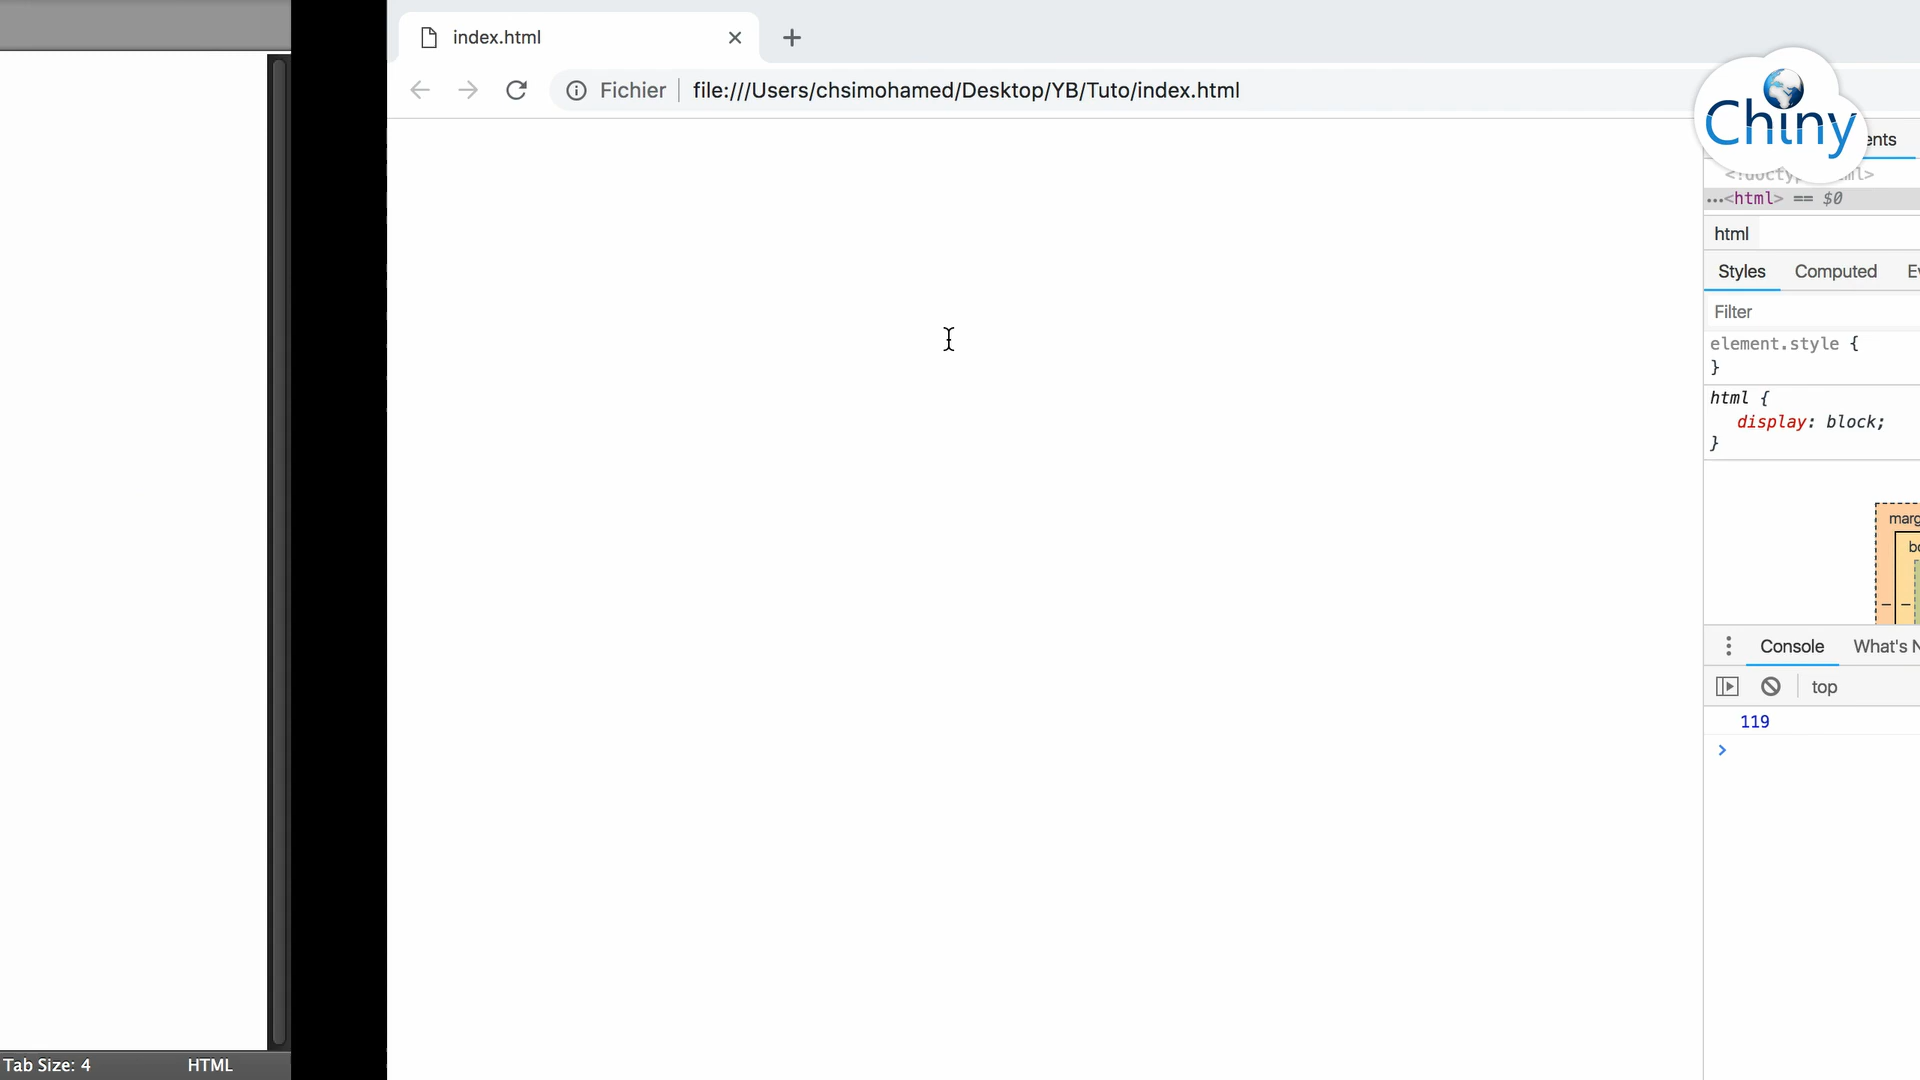 index.html
Fichier
file:///Users/chsimohamed/Desktop/YB/Tuto/index.html
Chiny
<html> == $0
html
Styles Computed
Filter
element.style {
}
html {
display: block;
}
Console What's
top
119
>
Tab Size: 4 HTML